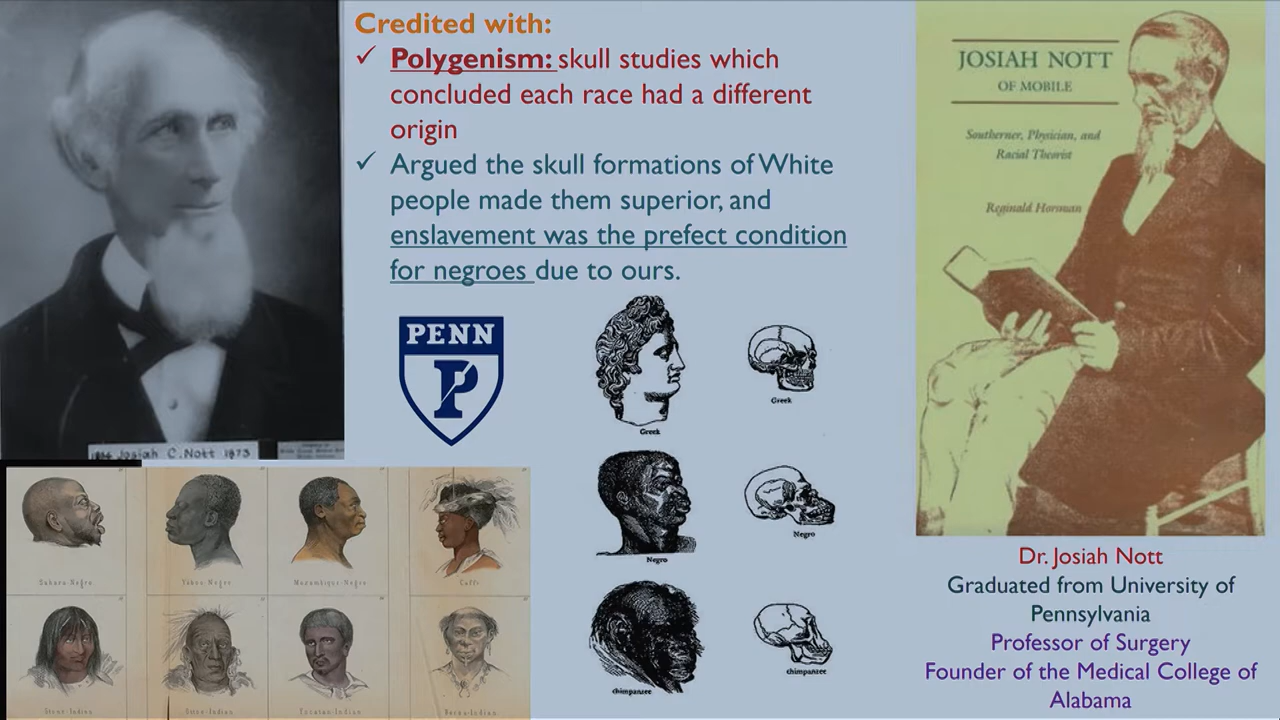 Credited with:
✓ Polygenism: skull studies which
concluded each race had a different
origin
✓ Argued the skull formations of White
people made them superior, and
enslavement was the prefect condition
for negroes due to ours.
JOSIAH NOTT
OF MOBILE
Southerner, Physician, and
Racial Theorist
Reginald Horsman
Josiah C. Nott 1873
PENN
P
Greek
Greek
Negro
Negro
chimpanzee
chimpanzee
Mozambique-Negro
Dr. Josiah Nott
Graduated from University of
Pennsylvania
Professor of Surgery
Founder of the Medical College of
Alabama